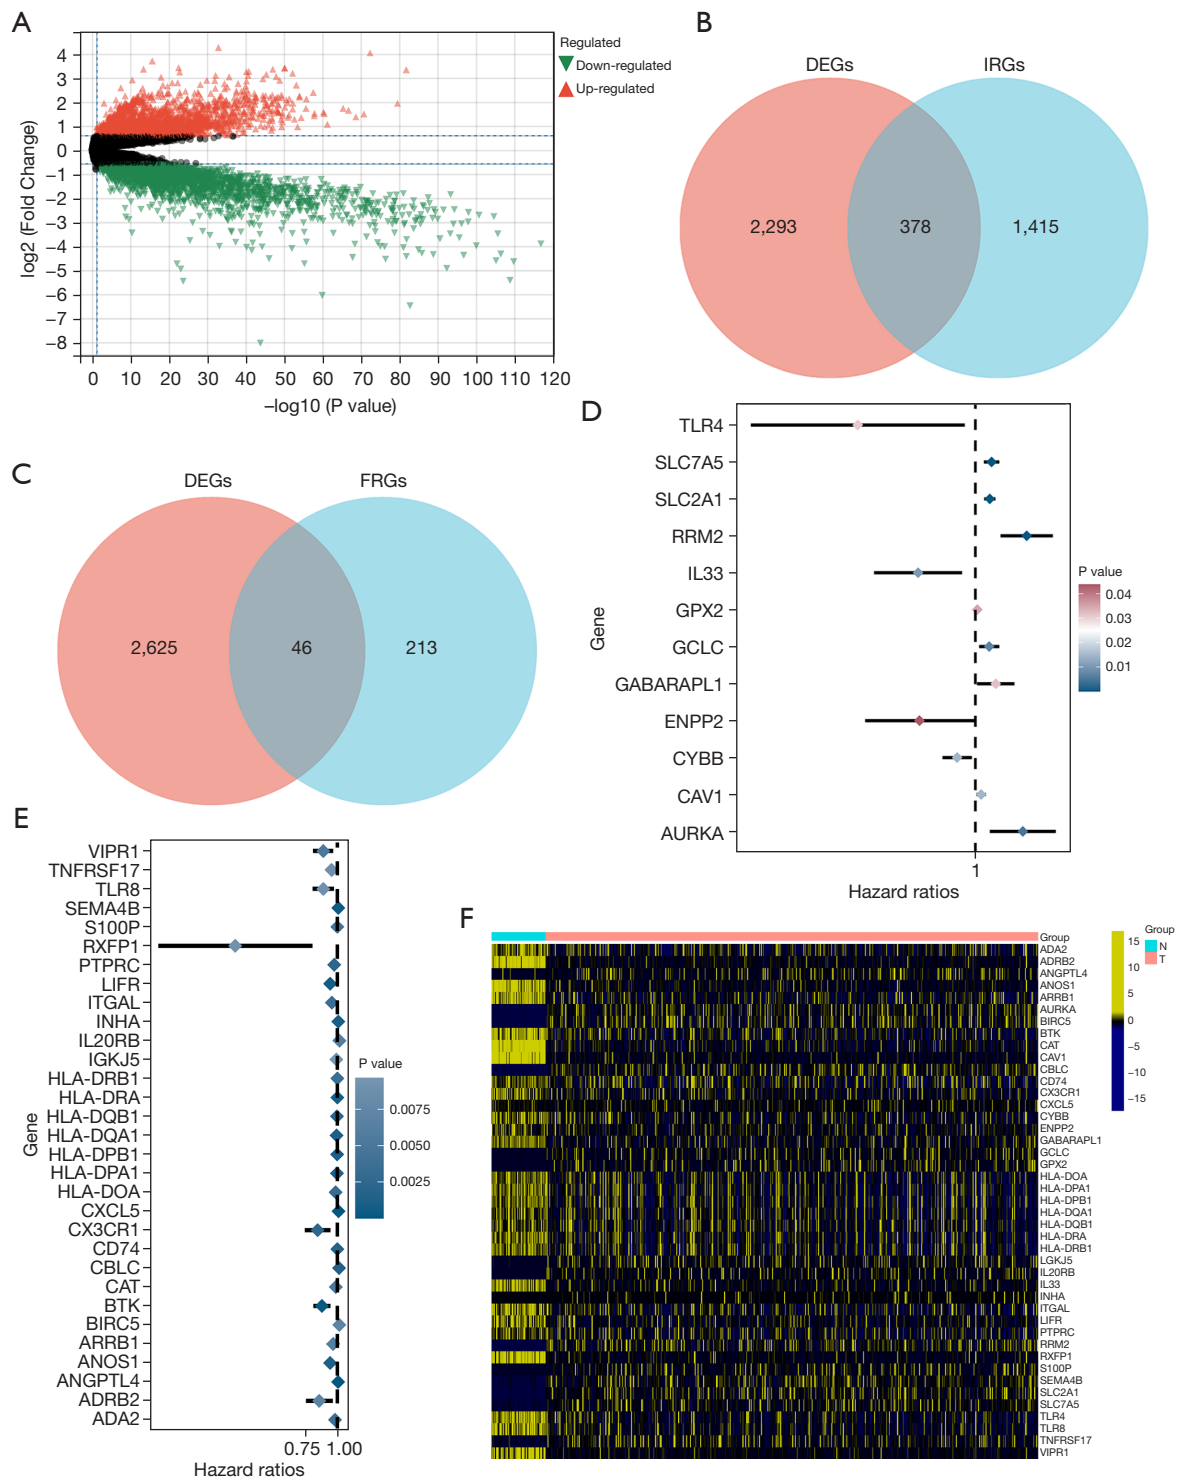 A
Regulated
Down-regulated
Up-regulated
4
3
2
1
0
−1
−2
−3
−4
−5
−6
−7
−8
log2 (Fold Change)
0 10 20 30 40 50 60 70 80 90 100 110 120
−log10 (P value)
B
DEGs IRGs
2,293 378 1,415
C
DEGs FRGs
2,625 46 213
D
TLR4
SLC7A5
SLC2A1
RRM2
IL33
GPX2
GCLC
GABARAPL1
ENPP2
CYBB
CAV1
AURKA
Gene
1
Hazard ratios
P value
0.04
0.03
0.02
0.01
E
VIPR1
TNFRSF17
TLR8
SEMA4B
S100P
RXFP1
PTPRC
LIFR
ITGAL
INHA
IL20RB
IGKJ5
HLA-DRB1
HLA-DRA
HLA-DQB1
HLA-DQA1
HLA-DPB1
HLA-DPA1
HLA-DOA
CXCL5
CX3CR1
CD74
CBLC
CAT
BTK
BIRC5
ARRB1
ANOS1
ANGPTL4
ADRB2
ADA2
Gene
0.75 1.00
Hazard ratios
P value
0.0075
0.0050
0.0025
F
Group
ADA2
ADRB2
ANGPTL4
ANOS1
ARRB1
AURKA
BIRC5
BTK
CAT
CAV1
CBLC
CD74
CX3CR1
CXCL5
CYBB
ENPP2
GABARAPL1
GCLC
GPX2
HLA-DOA
HLA-DPA1
HLA-DPB1
HLA-DQA1
HLA-DQB1
HLA-DRA
HLA-DRB1
LGKJ5
IL20RB
IL33
INHA
ITGAL
LIFR
PTPRC
RRM2
RXFP1
S100P
SEMA4B
SLC2A1
SLC7A5
TLR4
TLR8
TNFRSF17
VIPR1
15
10
5
0
−5
−10
−15
Group
N
T